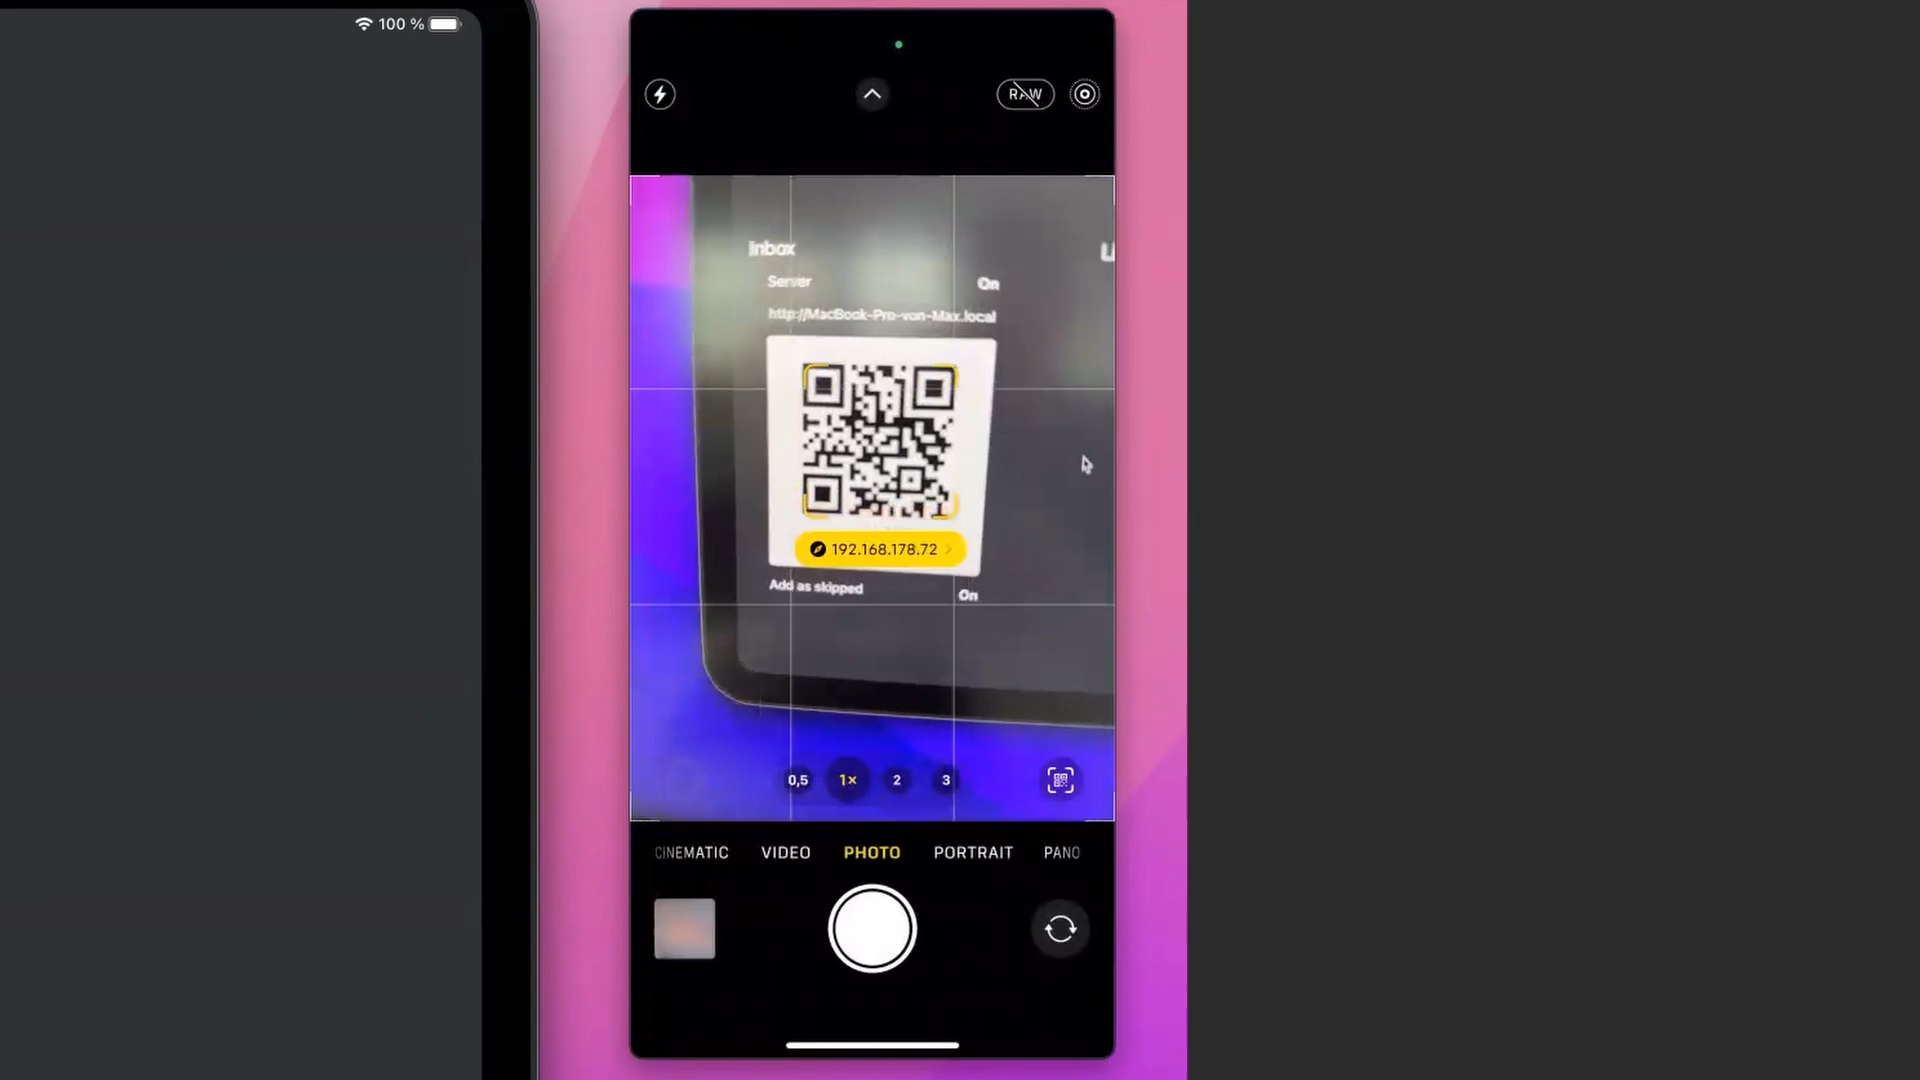 100 %
RAW
Inbox
Server On
http://MacBook-Pro-von-Max.local
192.168.178.72
Add as skipped On
0,5 1× 2 3
CINEMATIC VIDEO PHOTO PORTRAIT PANO